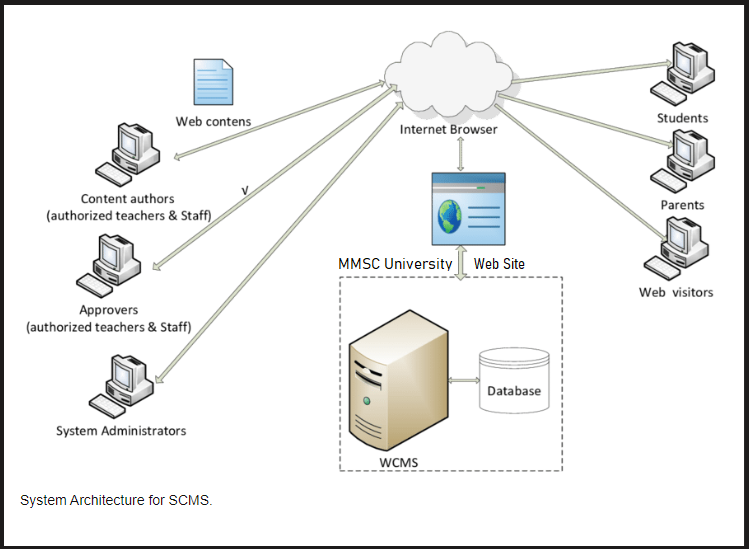 Web contens
Internet Browser
Students
Content authors
(authorized teachers & Staff)
√
Parents
MMSC University
Web Site
Web visitors
Approvers
(authorized teachers & Staff)
Database
System Administrators
WCMS
System Architecture for SCMS.